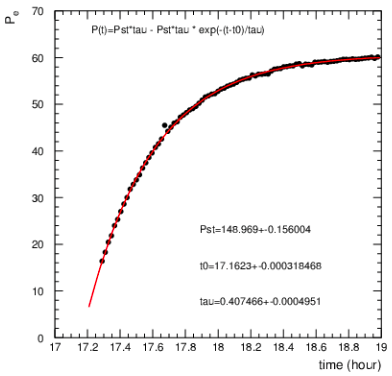 P_e
70
P(t)=Pst*tau - Pst*tau * exp(-(t-t0)/tau)
60
50
40
30
Pst=148.969+-0.156004
20
t0=17.1623+-0.000318468
10
tau=0.407466+-0.0004951
0
17 17.2 17.4 17.6 17.8 18 18.2 18.4 18.6 18.8 19
time (hour)